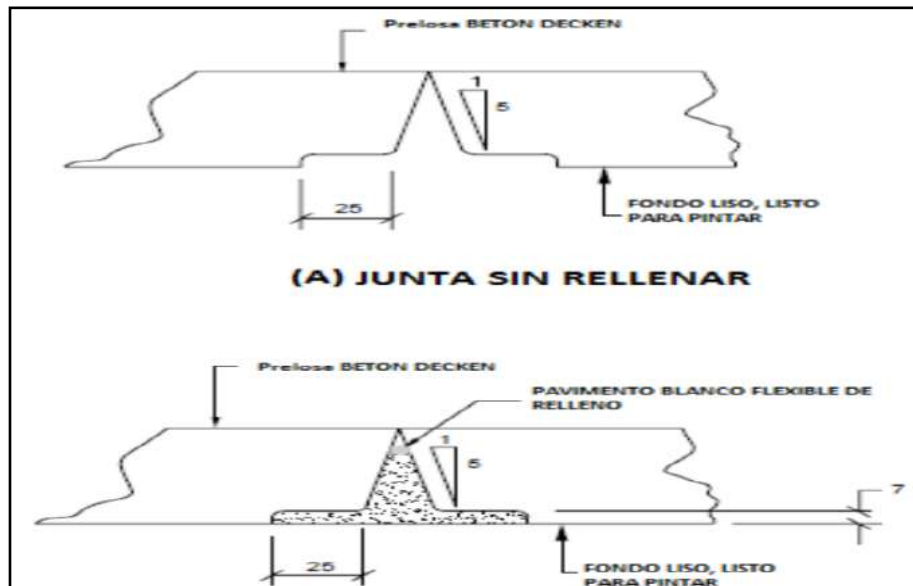 Prelosa BETON DECKEN
1
5
25
FONDO LISO, LISTO
PARA PINTAR
(A) JUNTA SIN RELLENAR
Prelosa BETON DECKEN
PAVIMENTO BLANCO FLEXIBLE DE
RELLENO
1
5
7
25
FONDO LISO, LISTO
PARA PINTAR